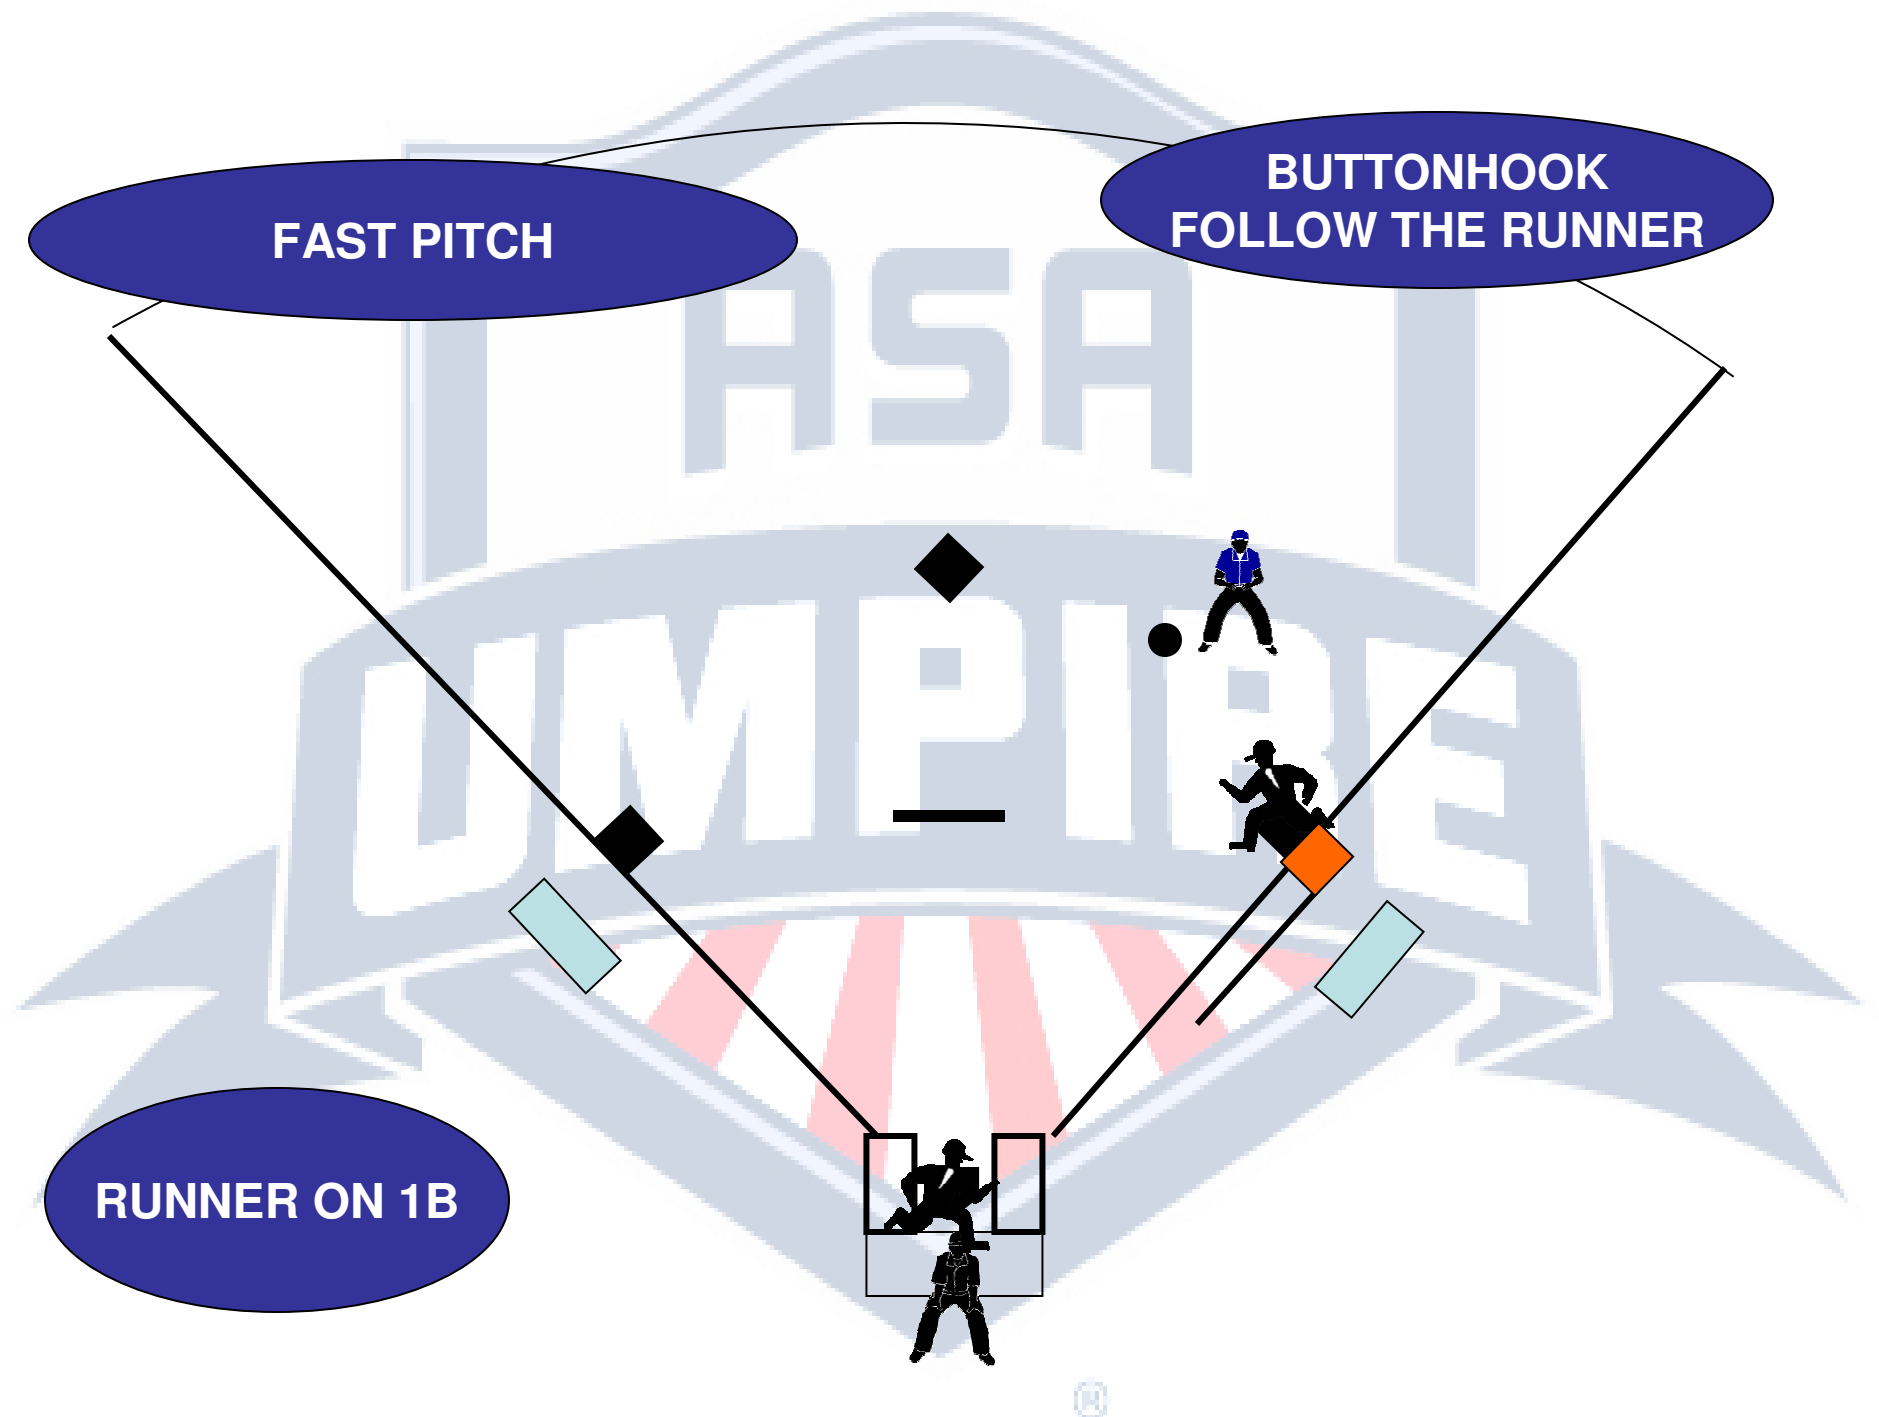 BUTTONHOOK
FOLLOW THE RUNNER
FAST PITCH
ASA
UMPIRE
RUNNER ON 1B
®